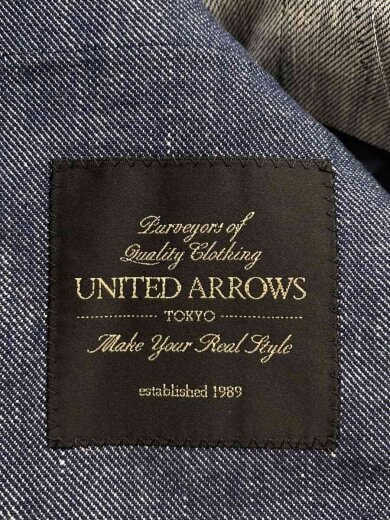 Purveyors of
Quality Clothing
UNITED ARROWS
TOKYO
Make Your Real Style
established 1989